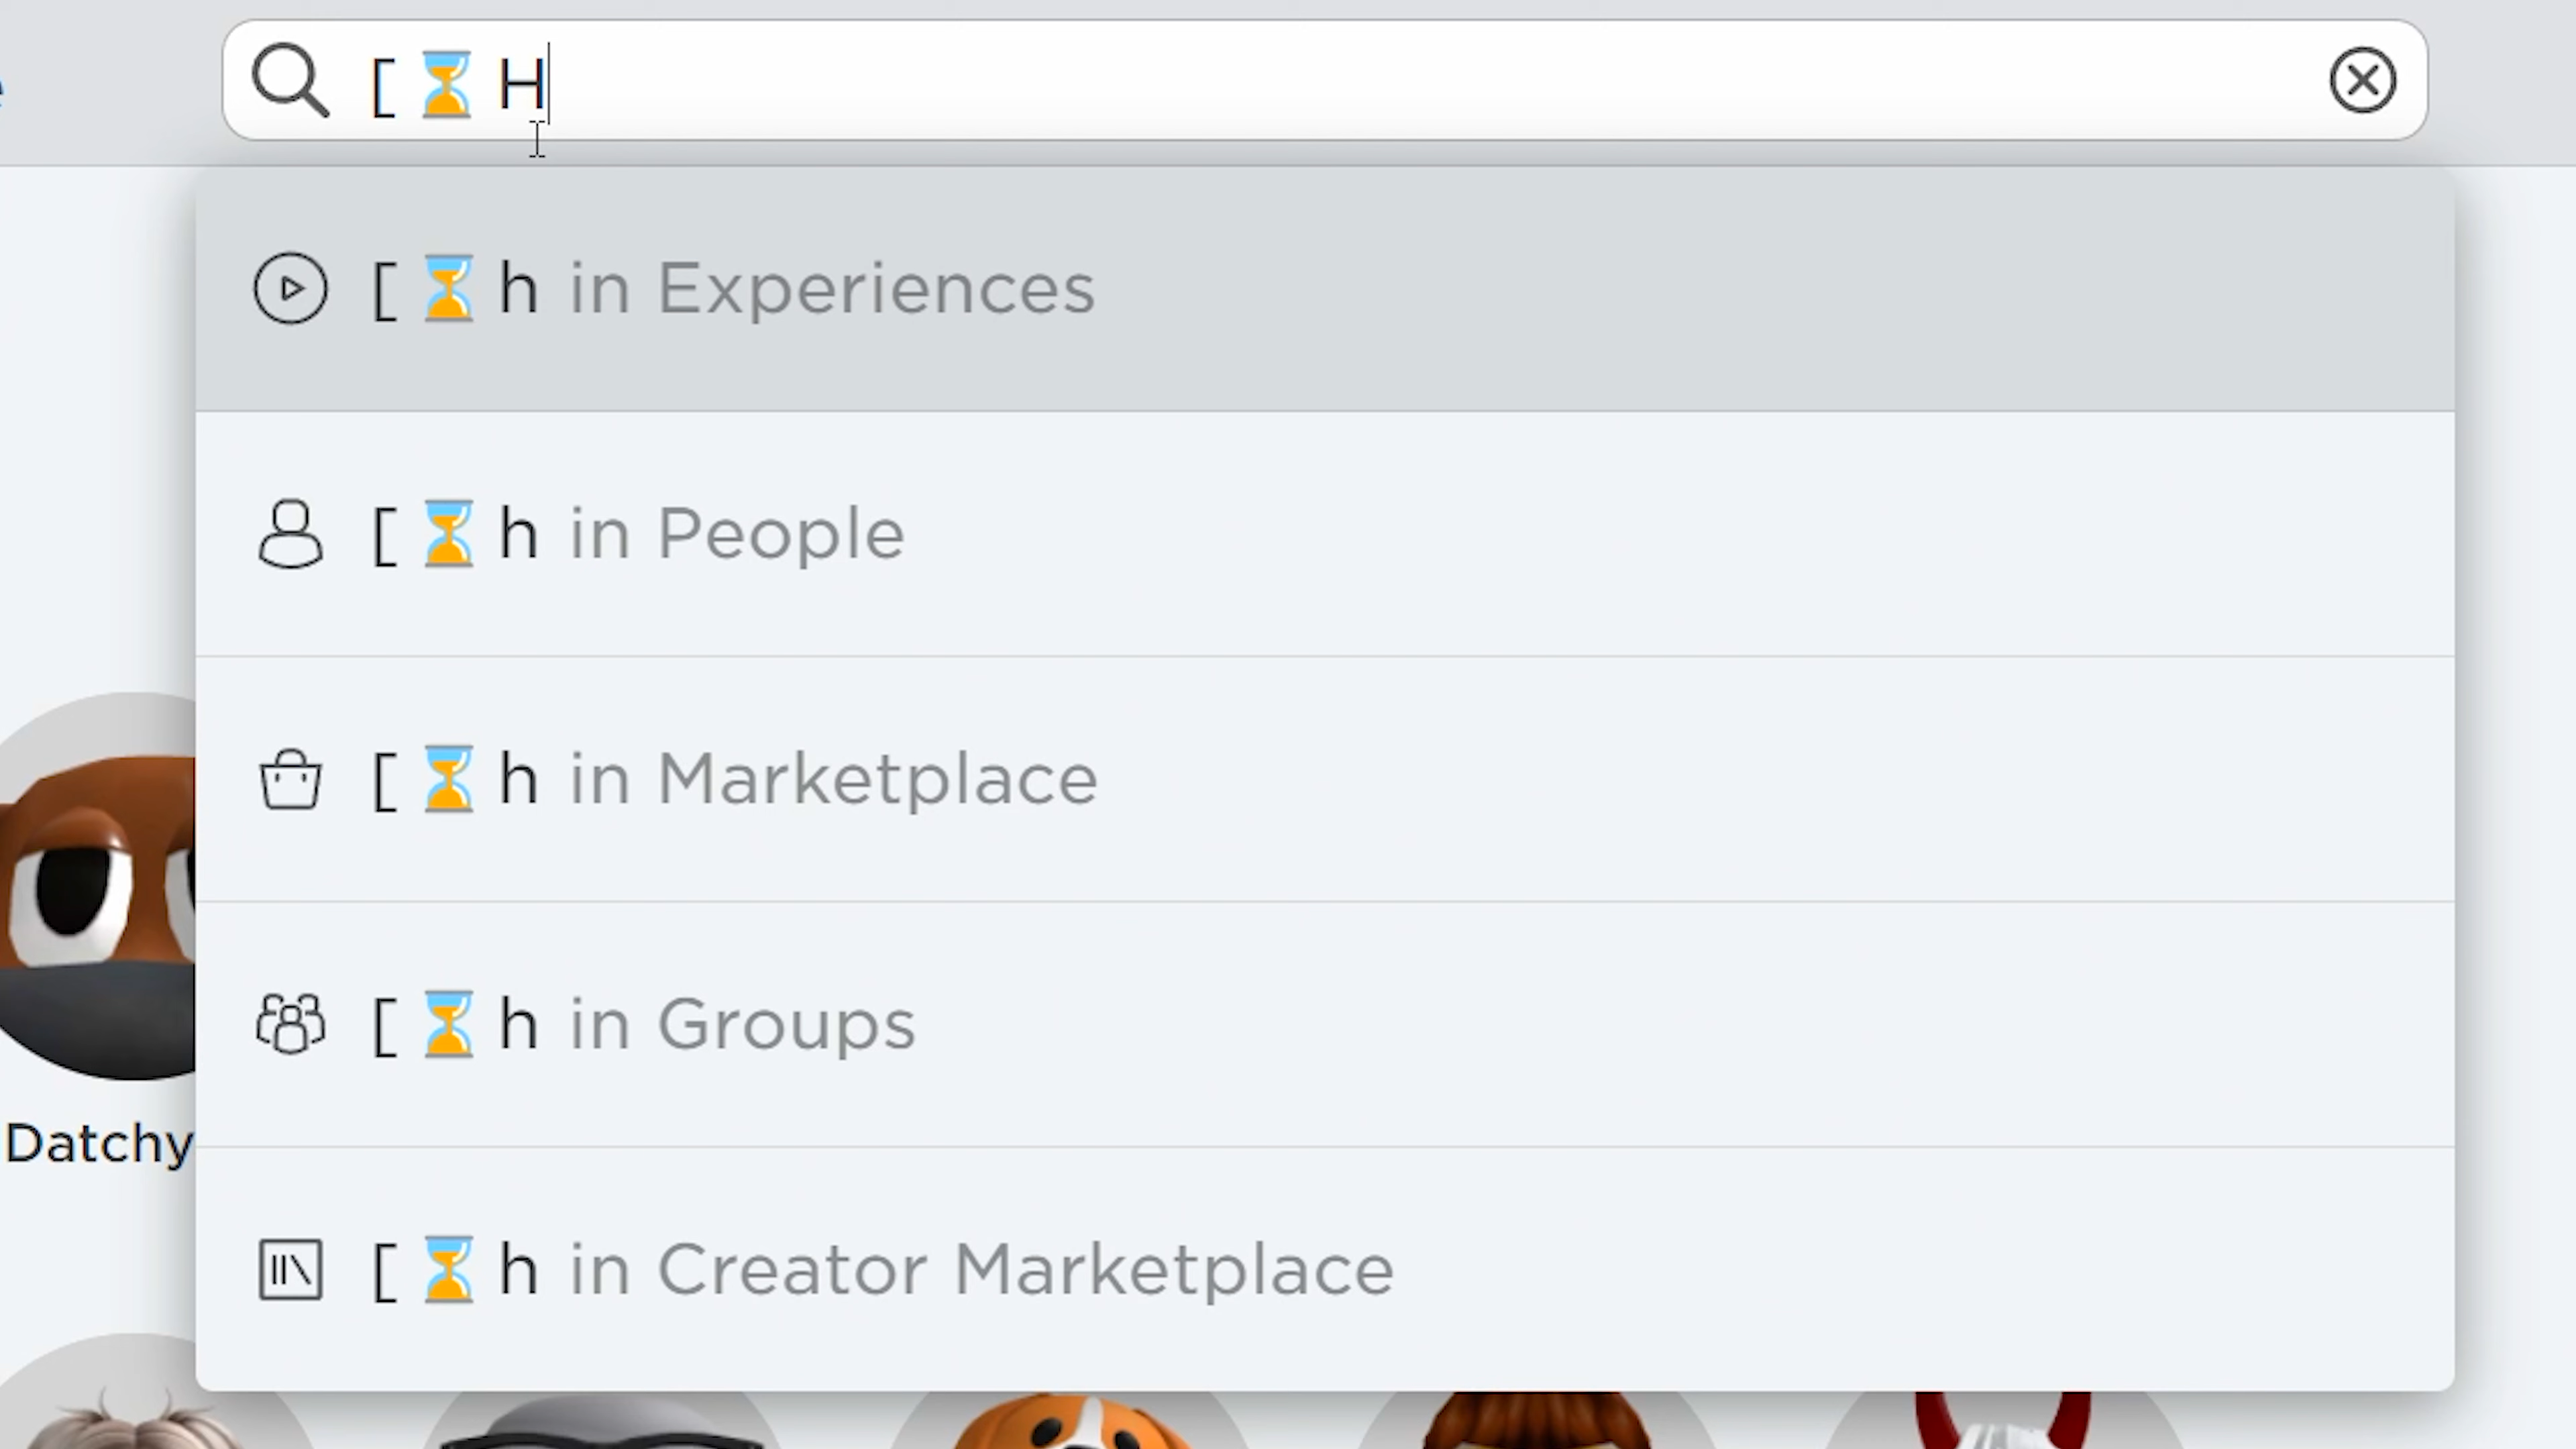 [ ⏳ H
[ ⏳ h in Experiences
[ ⏳ h in People
[ ⏳ h in Marketplace
[ ⏳ h in Groups
Datchy
[ ⏳ h in Creator Marketplace